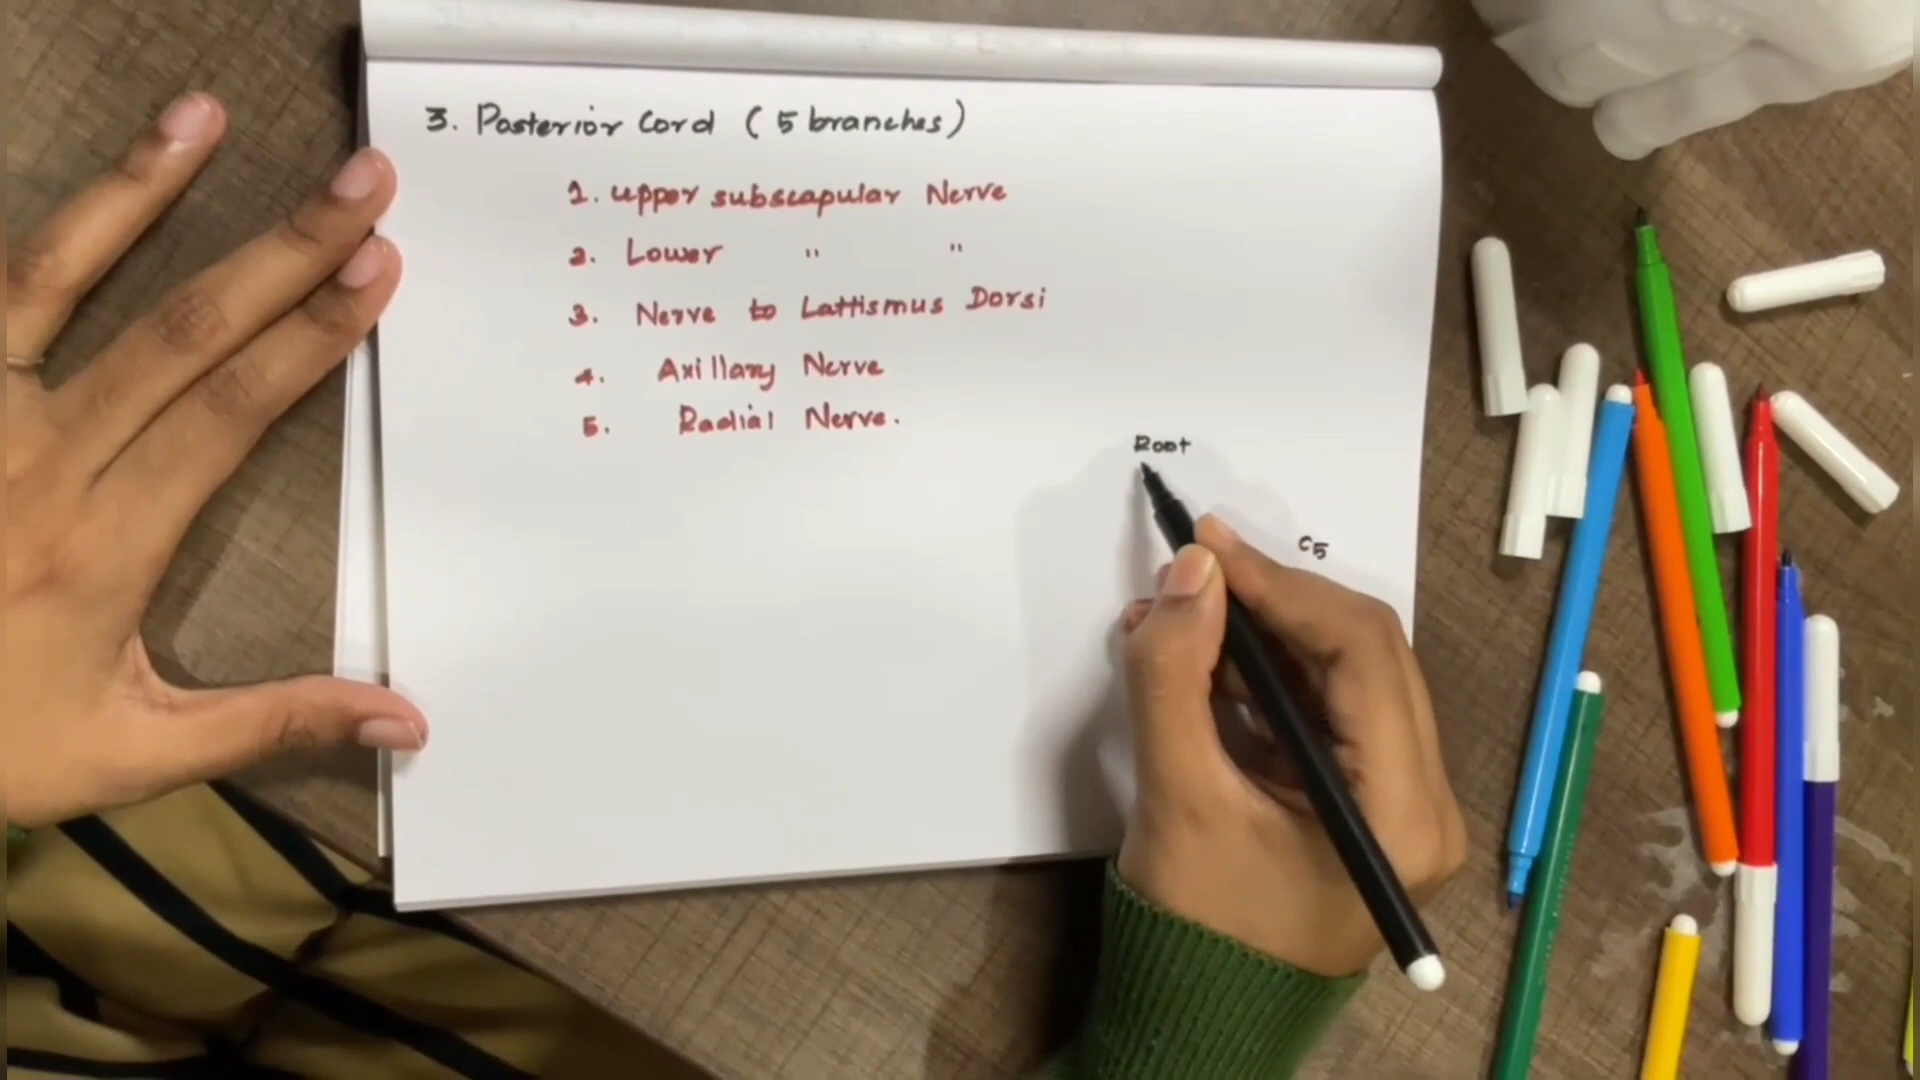 3. Posterior Cord (5 branches)
1. upper subscapular Nerve
2. Lower " "
3. Nerve to Lattismus Dorsi
4. Axillary Nerve
5. Radial Nerve.
Root
C5